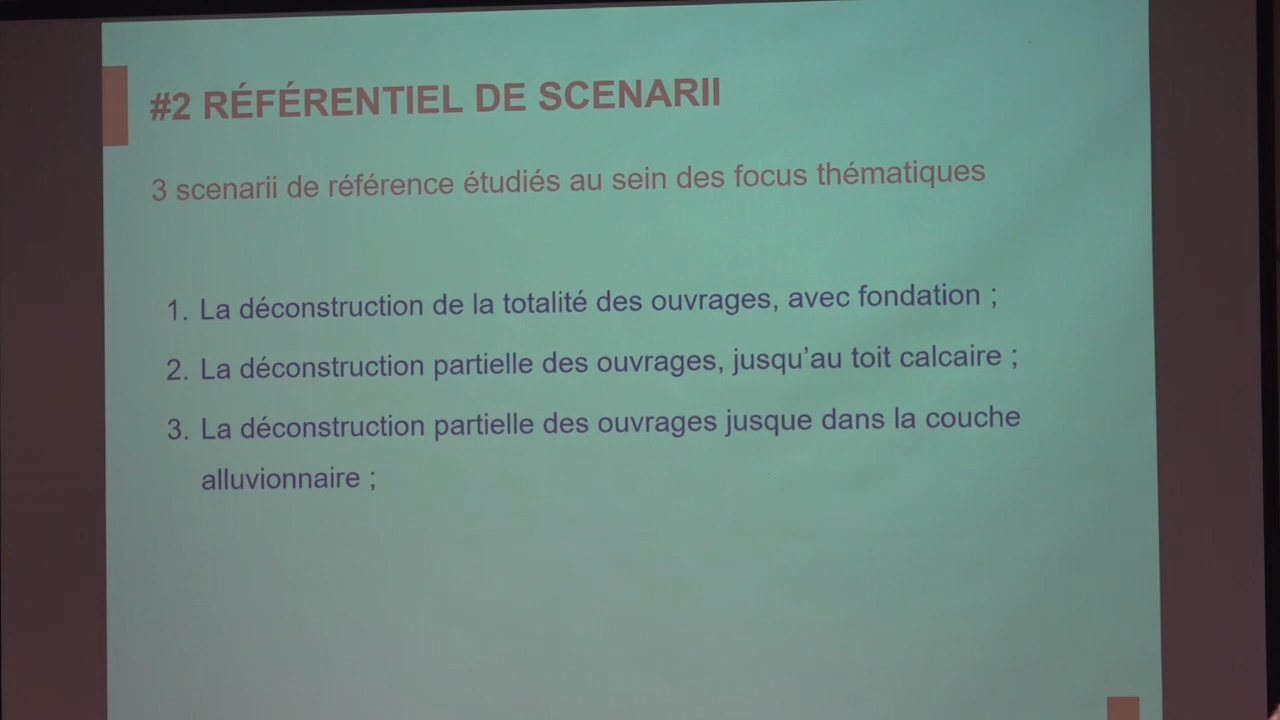 #2 RÉFÉRENTIEL DE SCENARII
3 scenarii de référence étudiés au sein des focus thématiques
1. La déconstruction de la totalité des ouvrages, avec fondation ;
2. La déconstruction partielle des ouvrages, jusqu’au toit calcaire ;
3. La déconstruction partielle des ouvrages jusque dans la couche
alluvionnaire ;